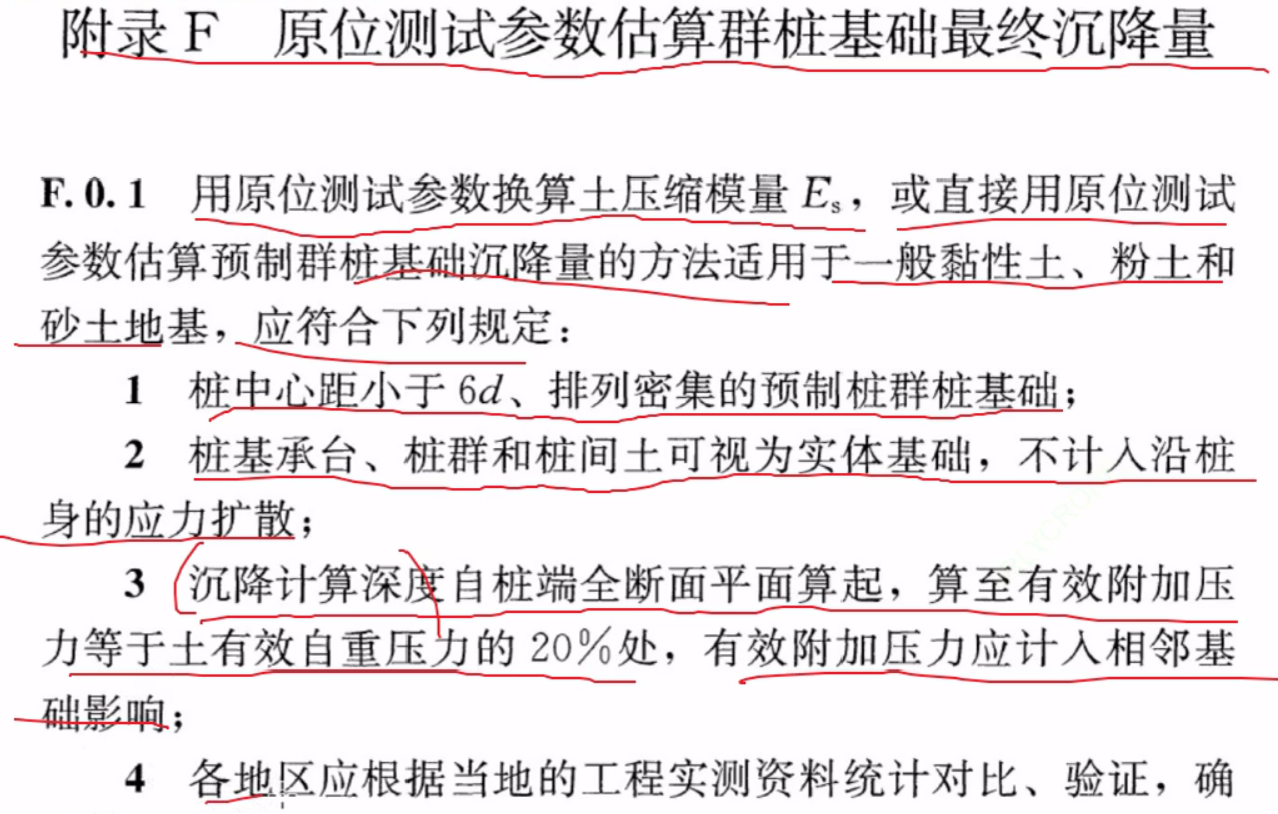 附录 F 原位测试参数估算群桩基础最终沉降量
F.0.1 用原位测试参数换算土压缩模量 Es，或直接用原位测试
参数估算预制群桩基础沉降量的方法适用于一般黏性土、粉土和
砂土地基，应符合下列规定：
1 桩中心距小于 6d、排列密集的预制桩群桩基础；
2 桩基承台、桩群和桩间土可视为实体基础，不计入沿桩
身的应力扩散；
3 沉降计算深度自桩端全断面平面算起，算至有效附加压
力等于土有效自重压力的 20%处，有效附加压力应计入相邻基
础影响；
4 各地区应根据当地的工程实测资料统计对比、验证，确